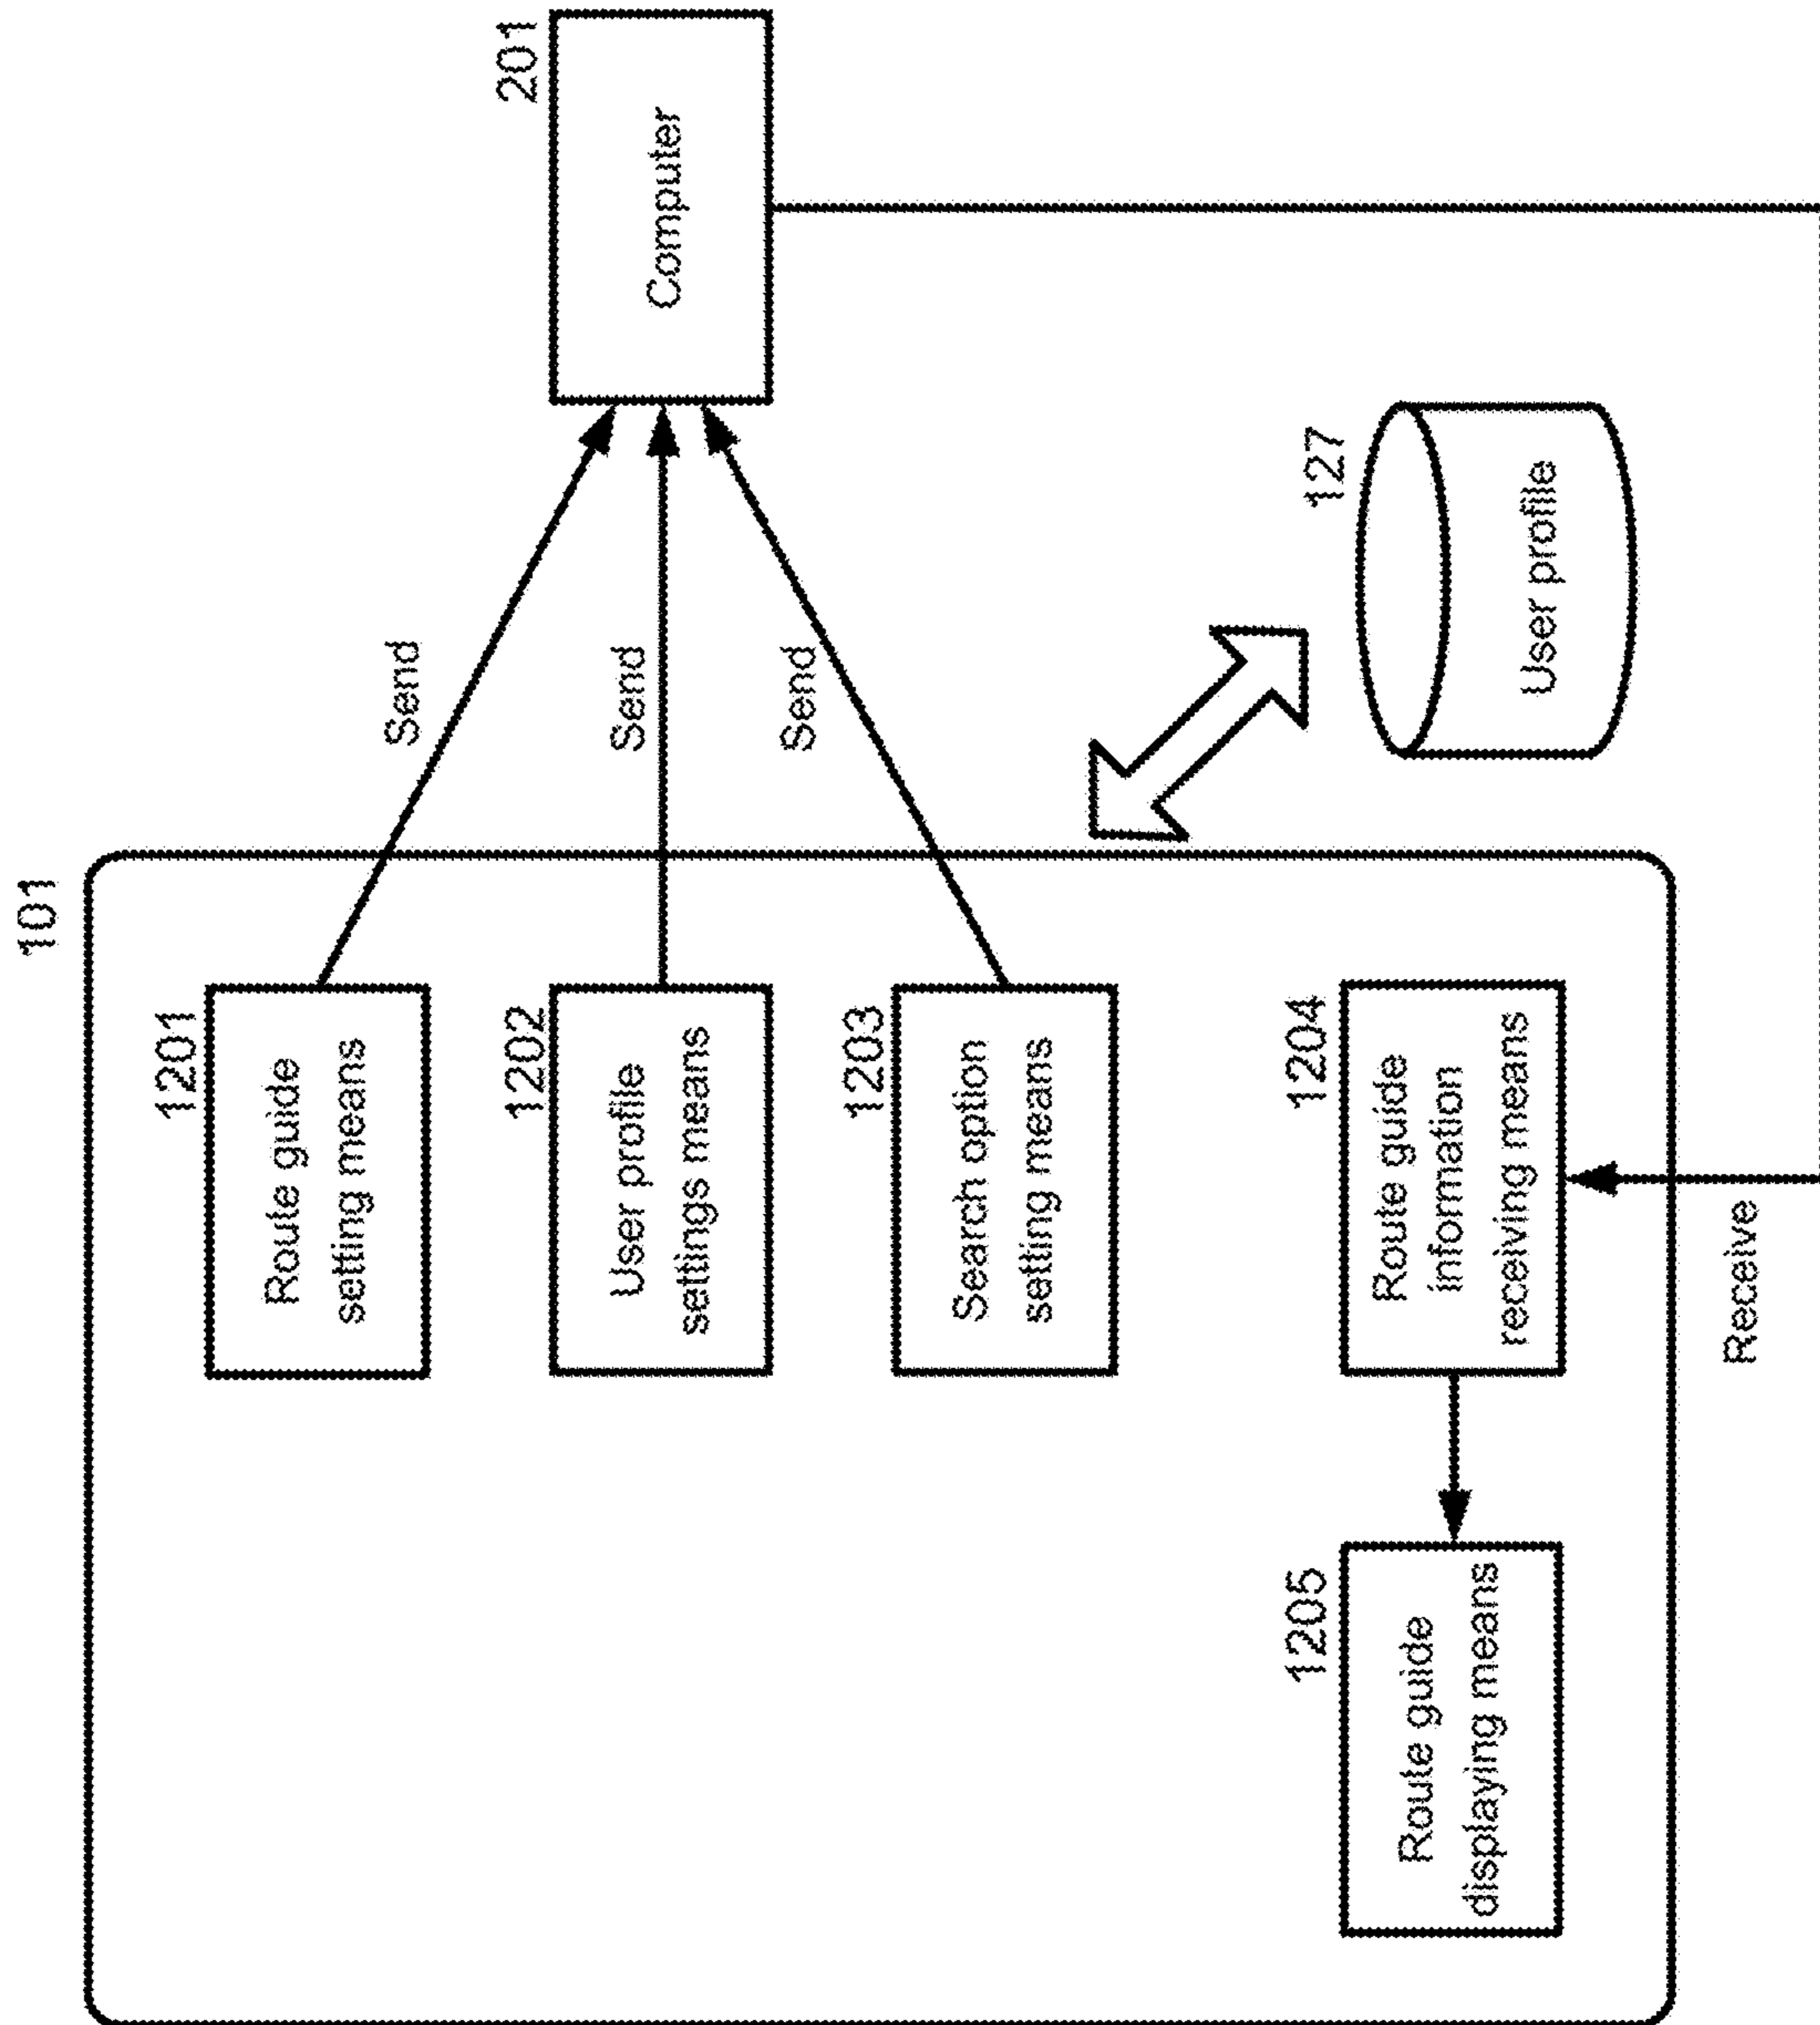 101
1201
Route guide
setting means
1202
User profile
settings means
1203
Search option
setting means
1204
Route guide
information
receiving means
1205
Route guide
displaying means
Send
Send
Send
201
Computer
127
User profile
Receive